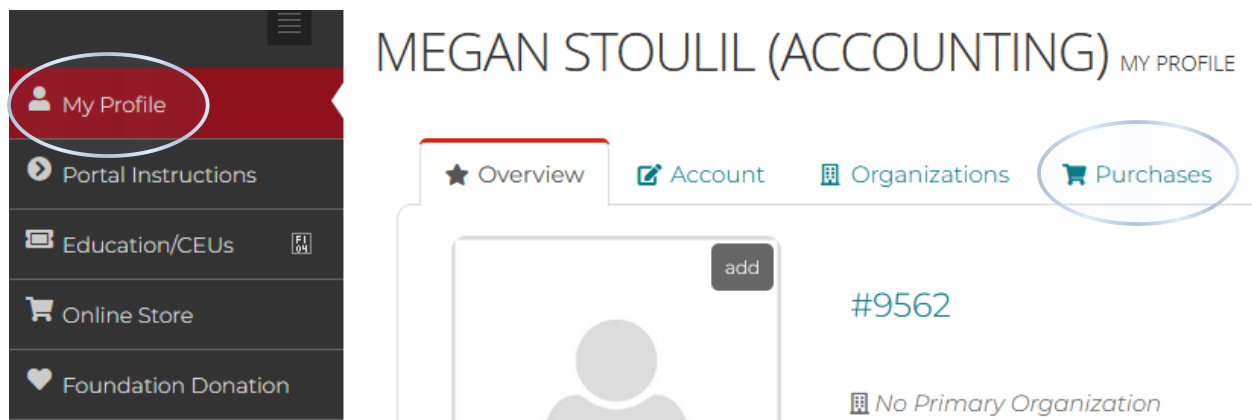 My Profile
Portal Instructions
Education/CEUs
Online Store
Foundation Donation
MEGAN STOULIL (ACCOUNTING) MY PROFILE
Overview
Account
Organizations
Purchases
add
#9562
No Primary Organization